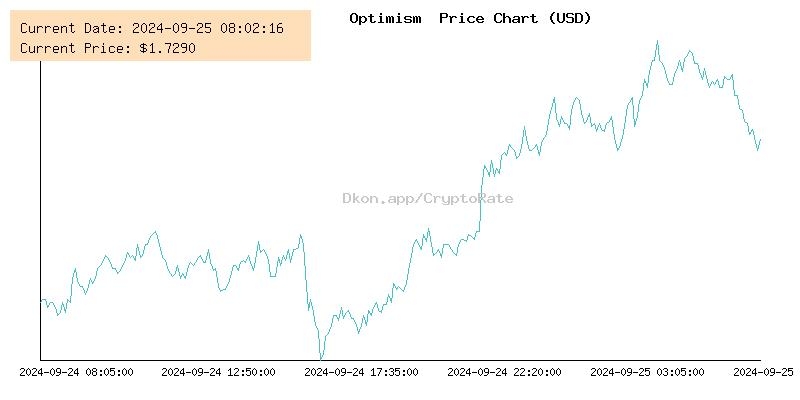 Optimism  Price Chart (USD)
Current Date: 2024-09-25 08:02:16
Current Price: $1.7290
Dkon.app/CryptoRate
2024-09-24 08:05:00 2024-09-24 12:50:00 2024-09-24 17:35:00 2024-09-24 22:20:00 2024-09-25 03:05:00 2024-09-25